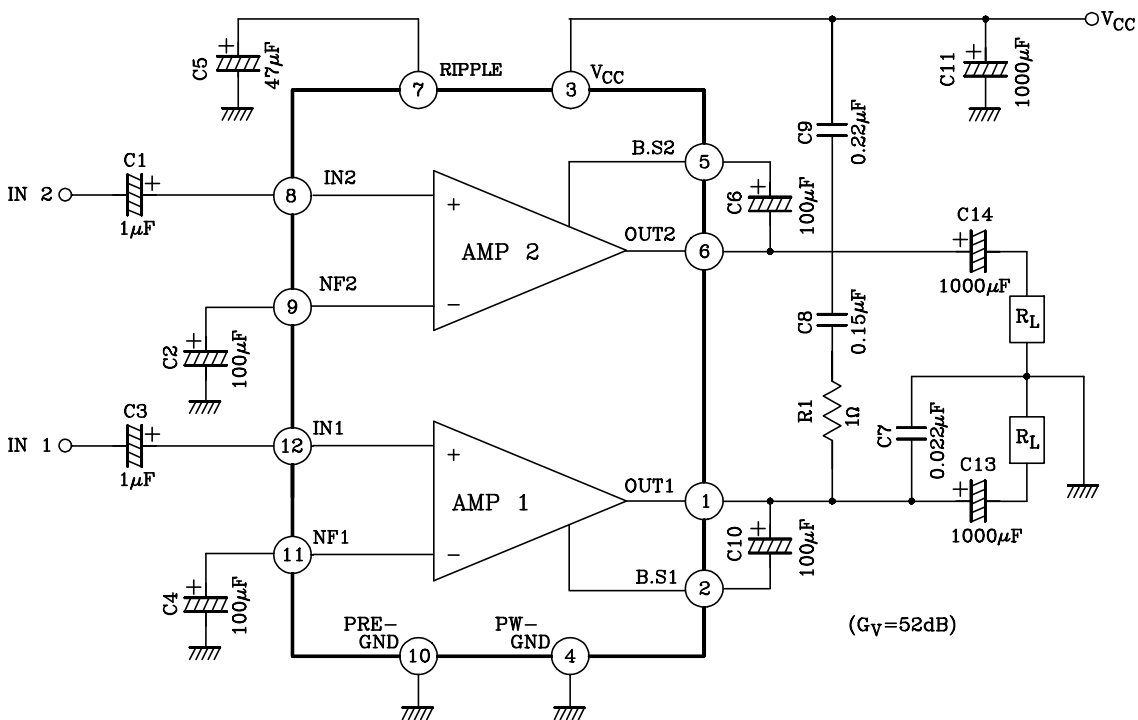 C5
+
47μF
7
RIPPLE
3
VCC
VCC
C11
+
1000μF
C9
0.22μF
IN 2
C1
+
1μF
8
IN2
+
AMP 2
−
B.S2
5
C6
+
100μF
OUT2
6
C14
+
1000μF
9
NF2
C2
+
100μF
C8
0.15μF
RL
R1
1Ω
C7
0.022μF
RL
IN 1
C3
+
1μF
12
IN1
+
AMP 1
−
OUT1
1
C13
+
1000μF
11
NF1
C4
+
100μF
C10
+
100μF
B.S1
2
PRE-
GND
10
PW-
GND
4
(GV=52dB)